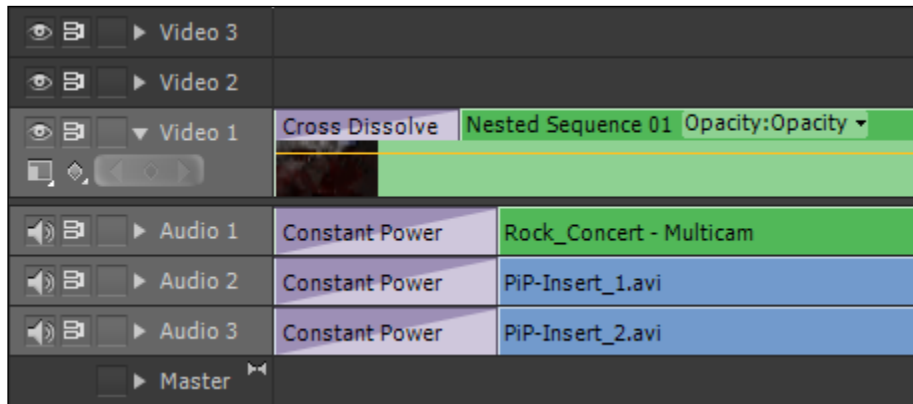 Video 3
Video 2
Video 1 Cross Dissolve Nested Sequence 01 Opacity:Opacity
Audio 1 Constant Power Rock_Concert - Multicam
Audio 2 Constant Power PiP-Insert_1.avi
Audio 3 Constant Power PiP-Insert_2.avi
Master